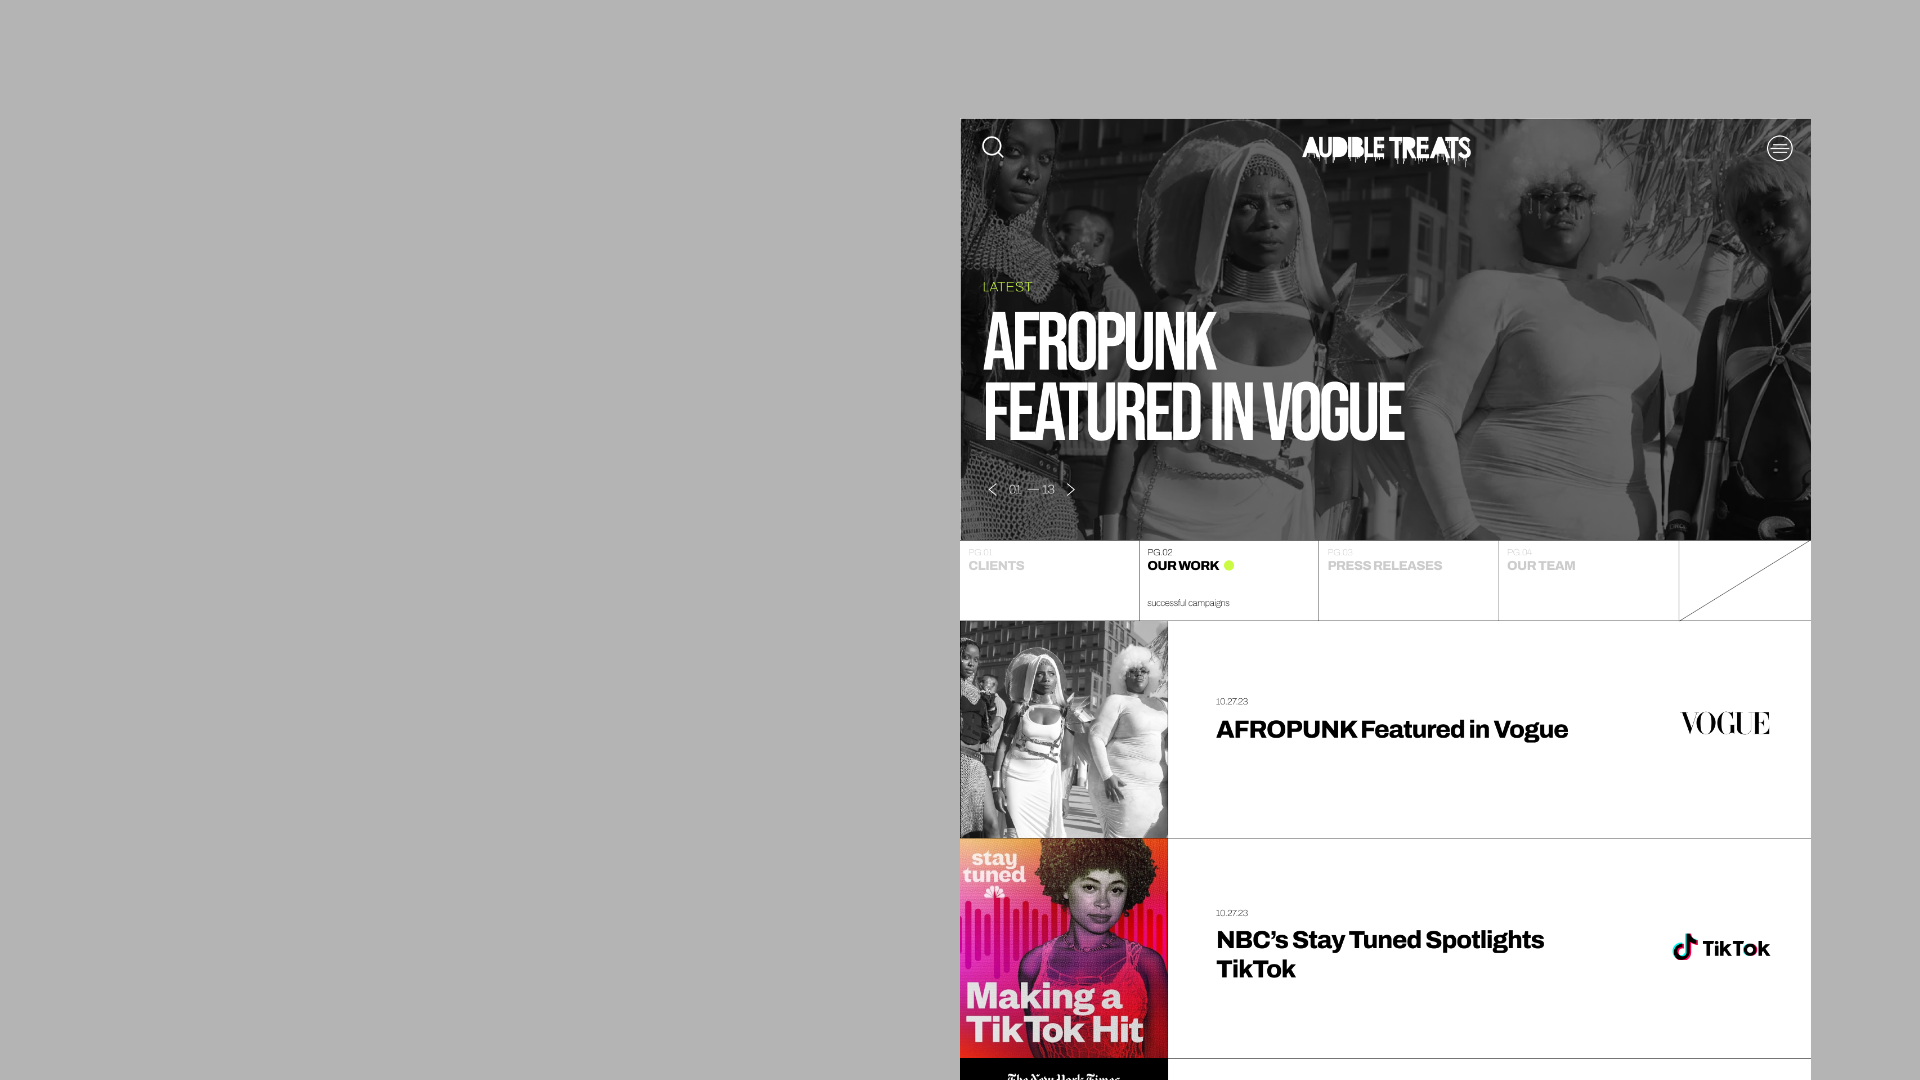 AUDIBLE TREATS
LATEST
AFROPUNK
FEATURED IN VOGUE
01 — 13
PG.01
CLIENTS
PG.02
OUR WORK
successful campaigns
PG.03
PRESS RELEASES
PG.04
OUR TEAM
10.27.23
AFROPUNK Featured in Vogue
VOGUE
stay
tuned
Making a
TikTok Hit
10.27.23
NBC’s Stay Tuned Spotlights
TikTok
TikTok
The New York Times